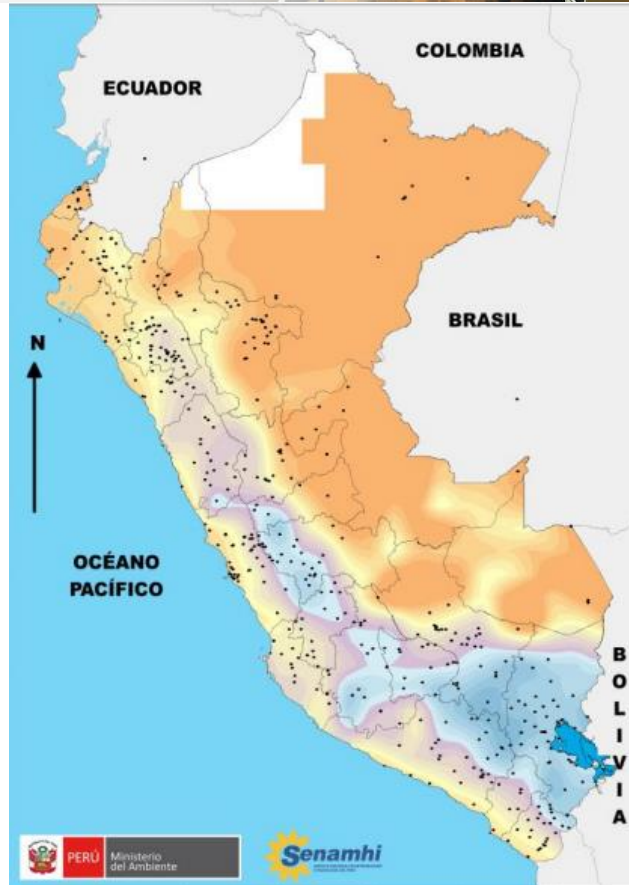 COLOMBIA
ECUADOR
BRASIL
N
OCÉANO
PACÍFICO
B
O
L
I
V
I
A
PERÚ
Ministerio
del Ambiente
Senamhi